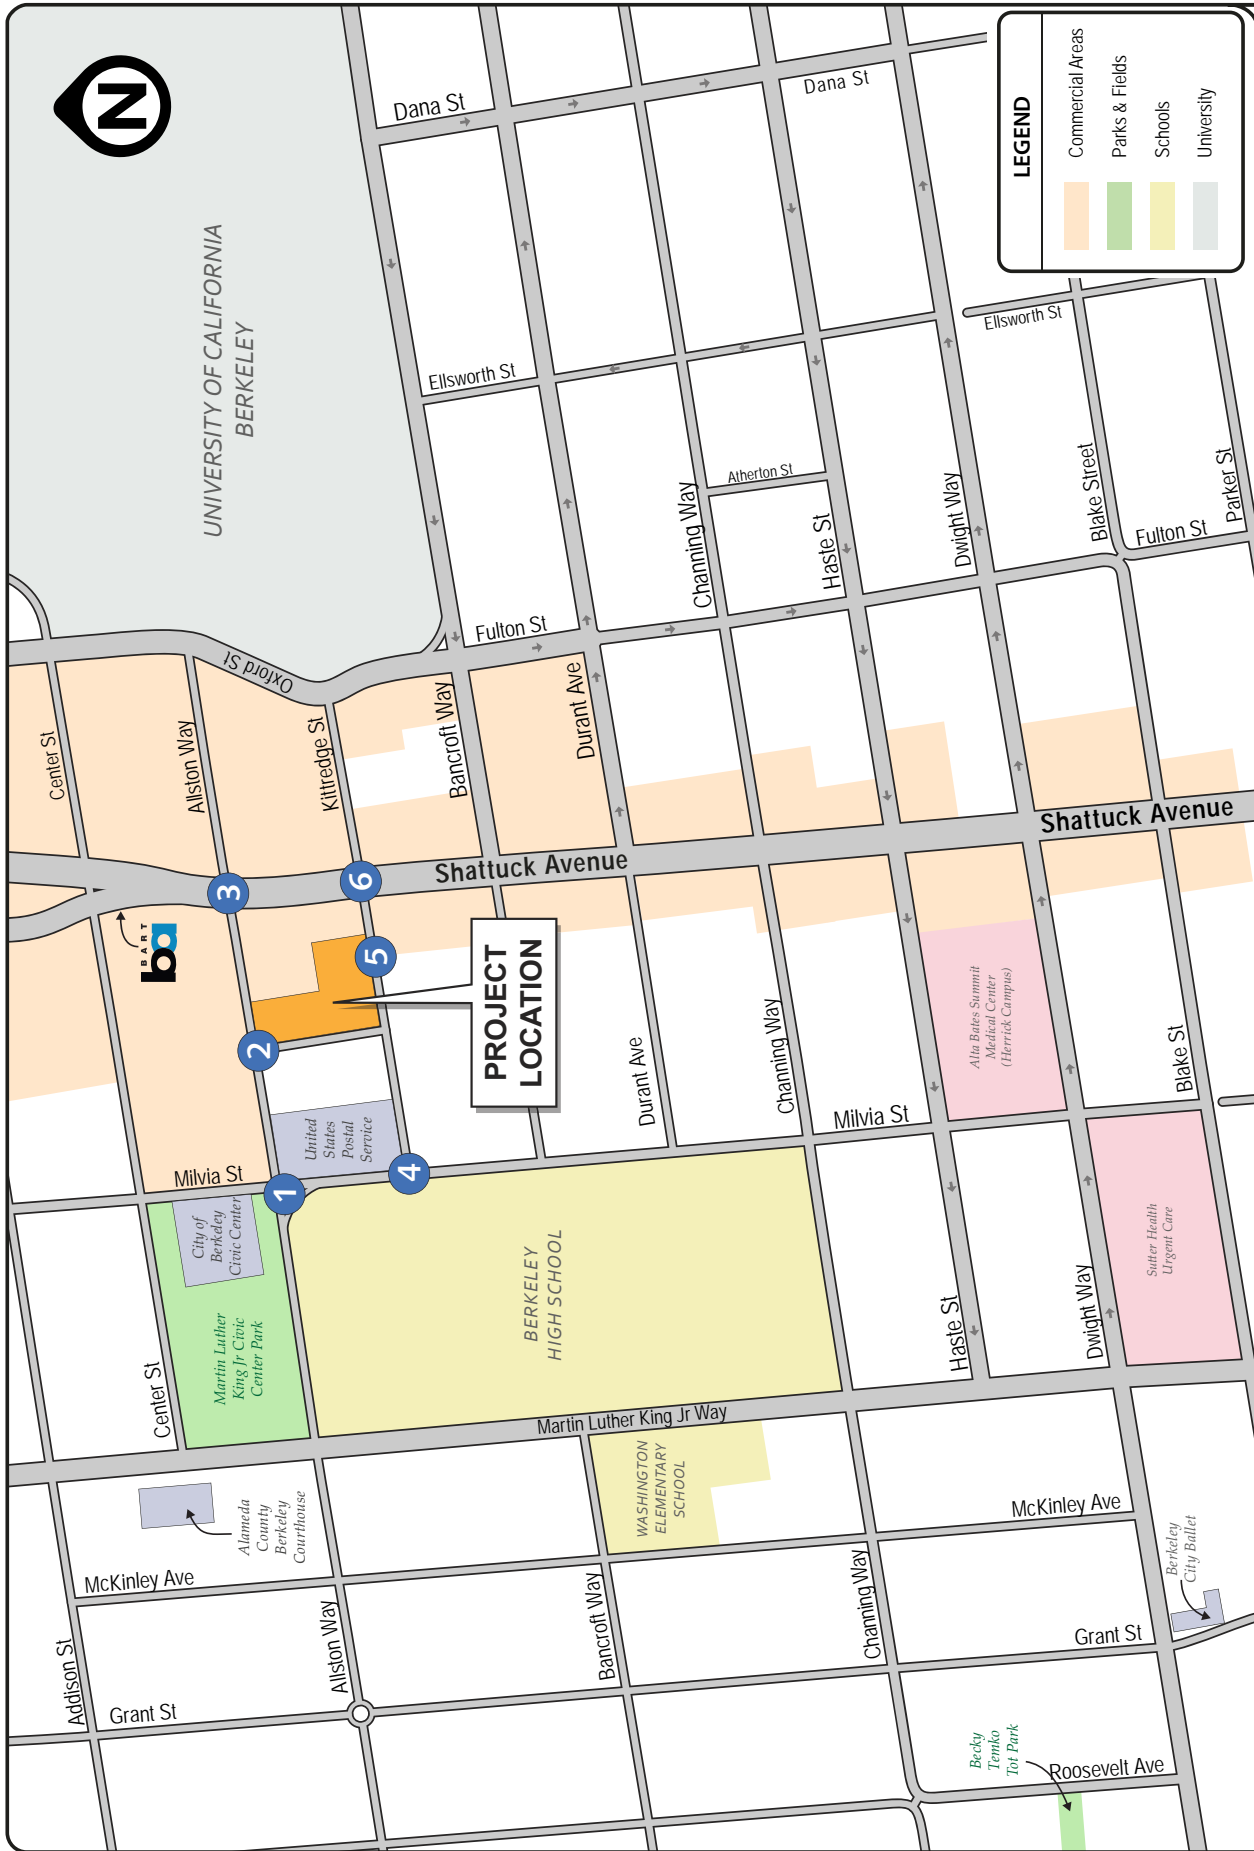 N
UNIVERSITY OF CALIFORNIA
BERKELEY
LEGEND
Commercial Areas
Parks & Fields
Schools
University
Dana St
Dana St
Ellsworth St
Ellsworth St
Atherton St
Channing Way
Haste St
Dwight Way
Blake Street
Parker St
Fulton St
Fulton St
Oxford St
Center St
Allston Way
Kittredge St
Bancroft Way
Durant Ave
Shattuck Avenue
Shattuck Avenue
BART
ba
3
6
5
2
1
4
PROJECT
LOCATION
Alta Bates Summit
Medical Center
(Herrick Campus)
Durant Ave
Channing Way
Blake St
Milvia St
Milvia St
United
States
Postal
Service
City of
Berkeley
Civic Center
Martin Luther
King Jr Civic
Center Park
BERKELEY
HIGH SCHOOL
Sutter Health
Urgent Care
Center St
Haste St
Dwight Way
Martin Luther King Jr Way
WASHINGTON
ELEMENTARY
SCHOOL
Alameda
County
Berkeley
Courthouse
McKinley Ave
McKinley Ave
Berkeley
City Ballet
Addison St
Allston Way
Bancroft Way
Channing Way
Grant St
Grant St
Becky
Temko
Tot Park
Roosevelt Ave